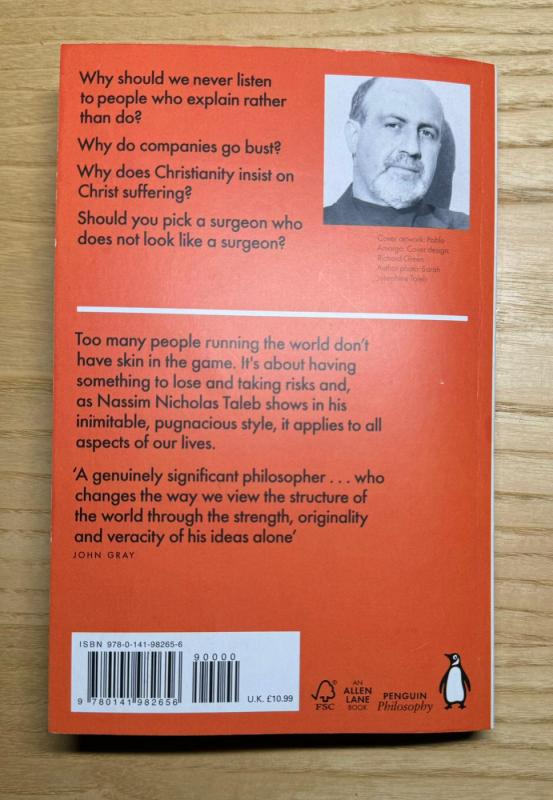 Why should we never listen
to people who explain rather
than do?
Why do companies go bust?
Why does Christianity insist on
Christ suffering?
Should you pick a surgeon who
does not look like a surgeon?
Cover artwork: Pablo
Amargo. Cover design:
Richard Green
Author photo: Sarah
Josephine Taleb
Too many people running the world don't
have skin in the game. It's about having
something to lose and taking risks and,
as Nassim Nicholas Taleb shows in his
inimitable, pugnacious style, it applies to all
aspects of our lives.
‘A genuinely significant philosopher . . . who
changes the way we view the structure of
the world through the strength, originality
and veracity of his ideas alone’
JOHN GRAY
ISBN 978-0-141-98265-6
90000
9 780141 982656
U.K. £10.99
FSC
AN
ALLEN
LANE
BOOK
PENGUIN
Philosophy